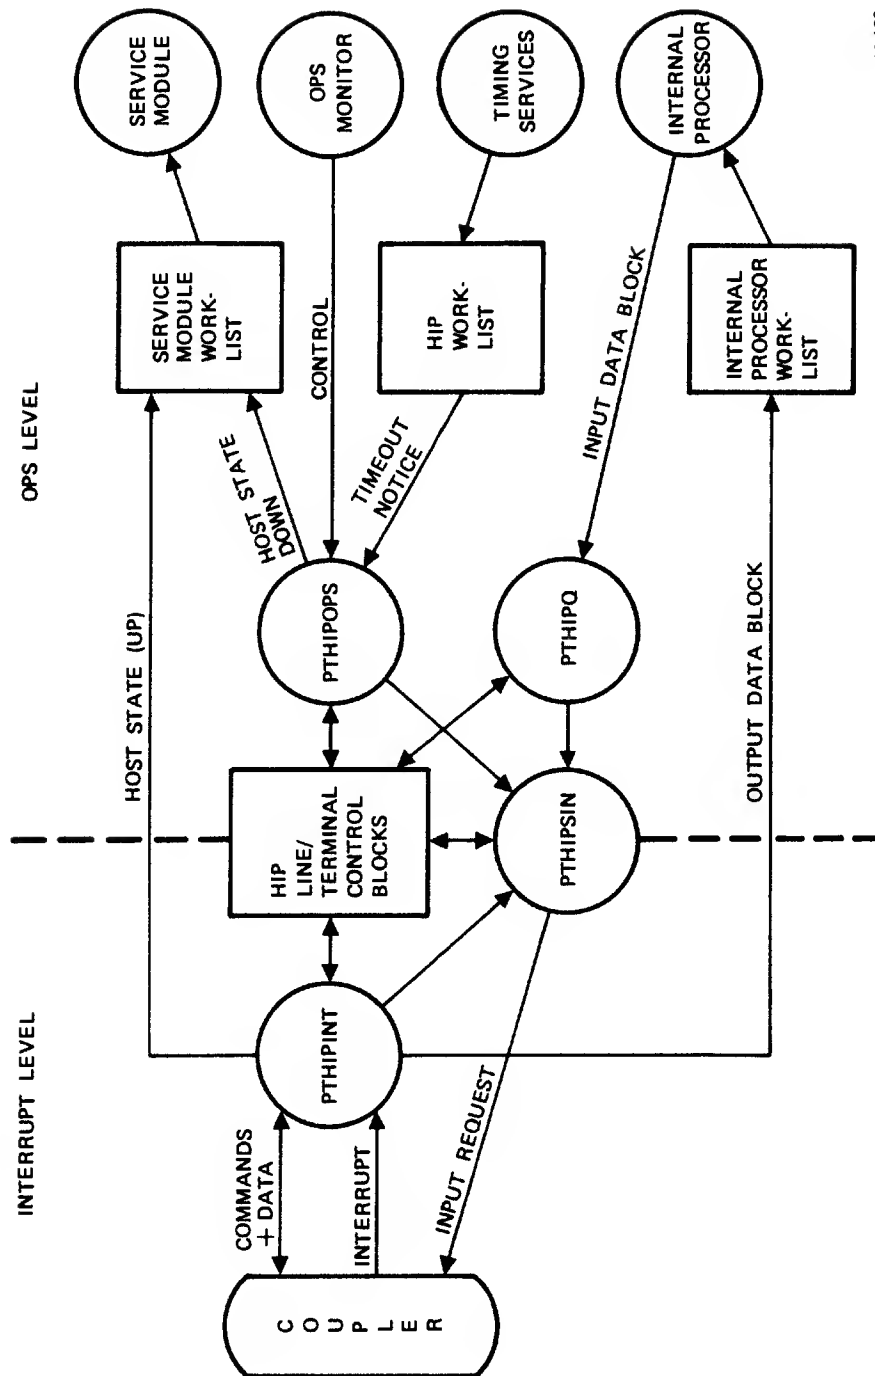 INTERRUPT LEVEL
OPS LEVEL
C
O
U
P
L
E
R
COMMANDS
+ DATA
INTERRUPT
INPUT REQUEST
PTHIPINT
HOST STATE (UP)
HIP
LINE/
TERMINAL
CONTROL
BLOCKS
PTHIPSIN
PTHIPOPS
PTHIPQ
HOST STATE
DOWN
CONTROL
TIMEOUT
NOTICE
INPUT DATA BLOCK
OUTPUT DATA BLOCK
SERVICE
MODULE
WORK-
LIST
HIP
WORK-
LIST
INTERNAL
PROCESSOR
WORK-
LIST
SERVICE
MODULE
OPS
MONITOR
TIMING
SERVICES
INTERNAL
PROCESSOR